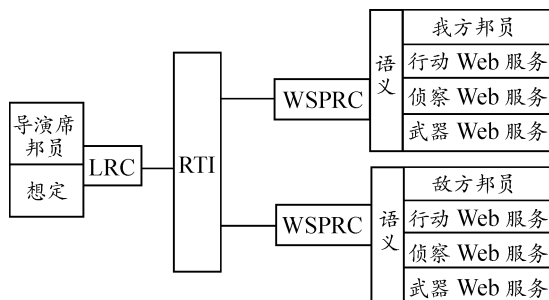 导演席
邦员
想定
LRC
RTI
WSPRC
语义
我方邦员
行动 Web 服务
侦察 Web 服务
武器 Web 服务
WSPRC
语义
敌方邦员
行动 Web 服务
侦察 Web 服务
武器 Web 服务